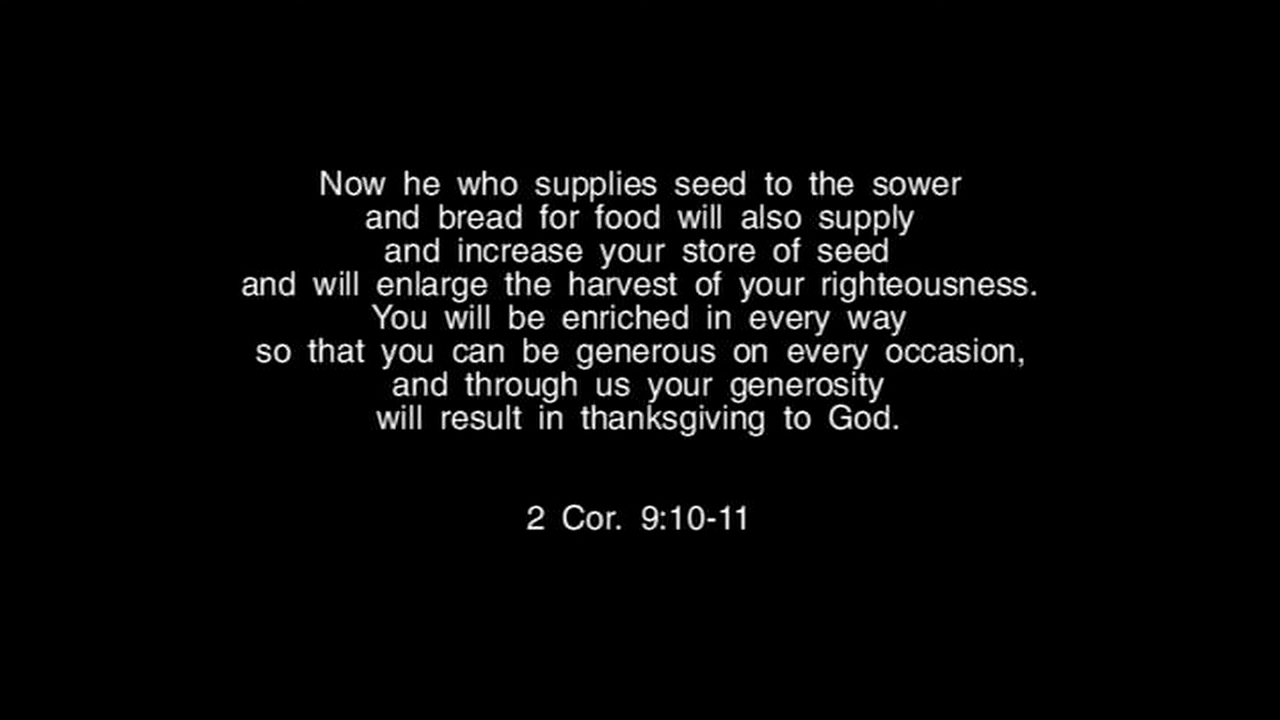 Now he who supplies seed to the sower
and bread for food will also supply
and increase your store of seed
and will enlarge the harvest of your righteousness.
You will be enriched in every way
so that you can be generous on every occasion,
and through us your generosity
will result in thanksgiving to God.
2 Cor. 9:10-11